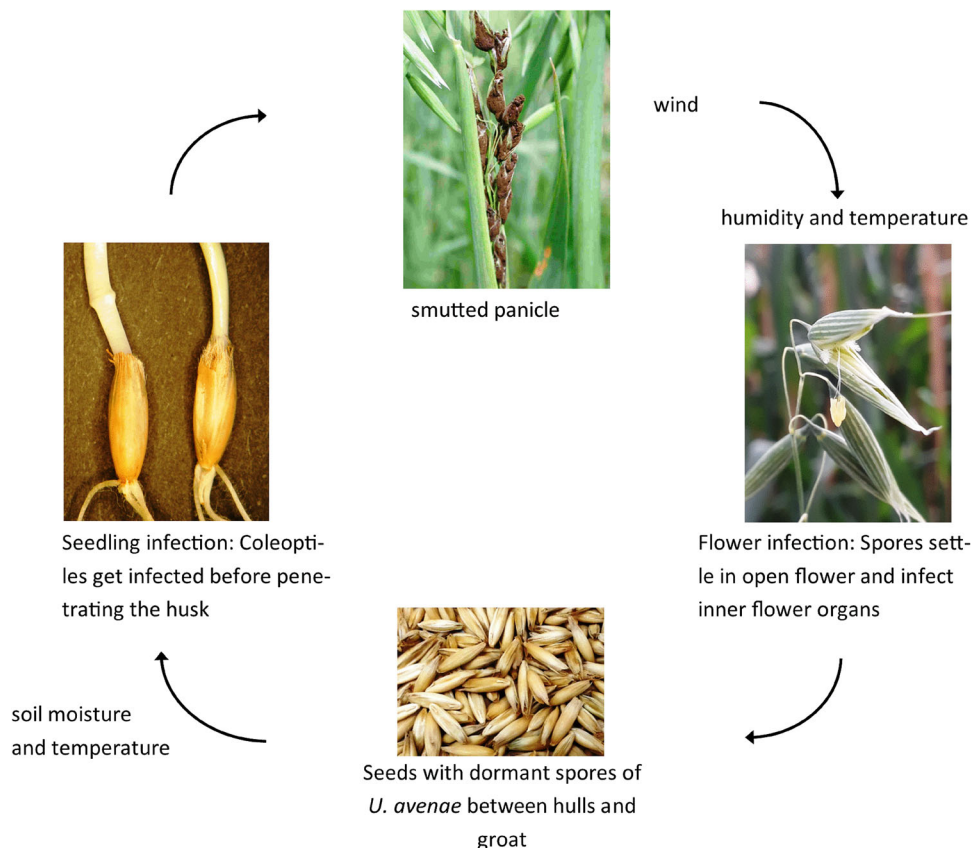 wind
humidity and temperature
smutted panicle
Flower infection: Spores sett-
le in open flower and infect
inner flower organs
Seeds with dormant spores of
U. avenae between hulls and
groat
soil moisture
and temperature
Seedling infection: Coleopti-
les get infected before pene-
trating the husk